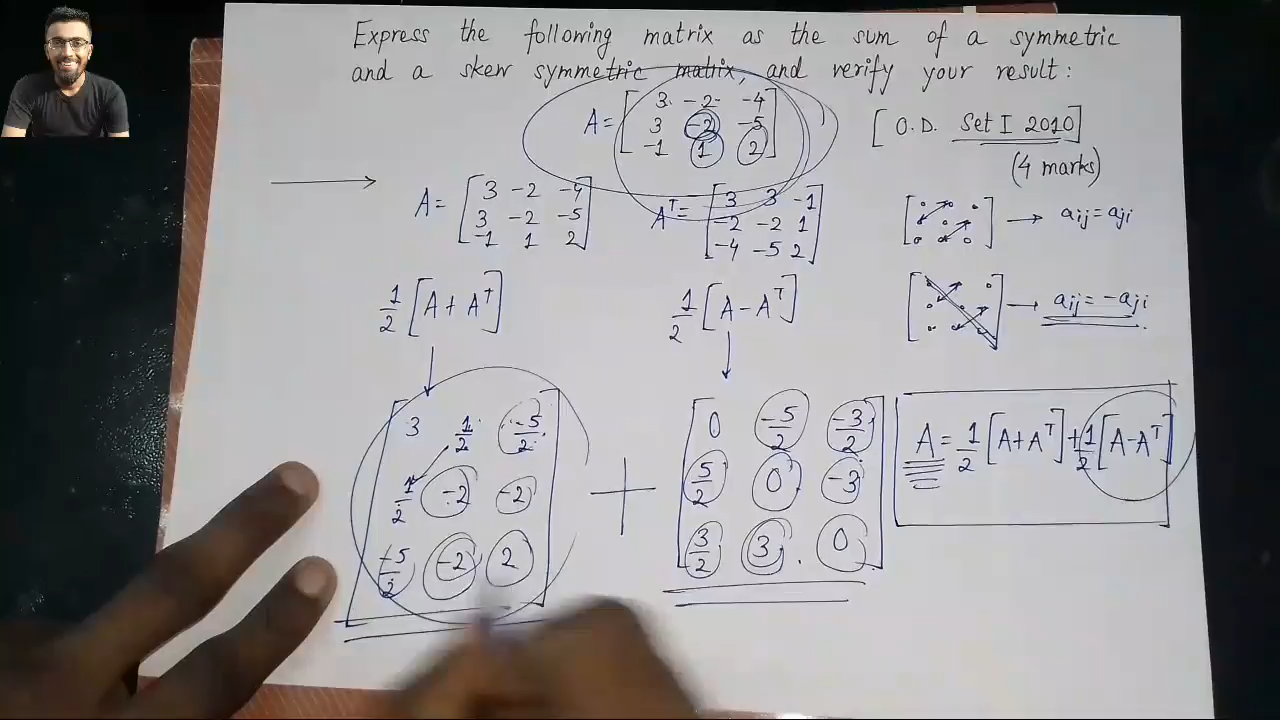 Express the following matrix as the sum of a symmetric
and a skew symmetric matrix, and verify your result:
A = [ 3 -2 -4
3 -2 -5
-1 1 2 ]
[ O.D. Set I 2010 ]
(4 marks)
A = [ 3 -2 -4
3 -2 -5
-1 1 2 ]
Aᵀ = [ 3 3 -1
-2 -2 1
-4 -5 2 ]
→ aij = aji
1/2 [A + Aᵀ]
1/2 [A - Aᵀ]
→ aij = -aji
[ 3 1/2 -5/2
1/2 -2 -2
-5/2 -2 2 ]
+
[ 0 -5/2 -3/2
5/2 0 -3
3/2 3 0 ]
A = 1/2 [A+Aᵀ] + 1/2 [A-Aᵀ]